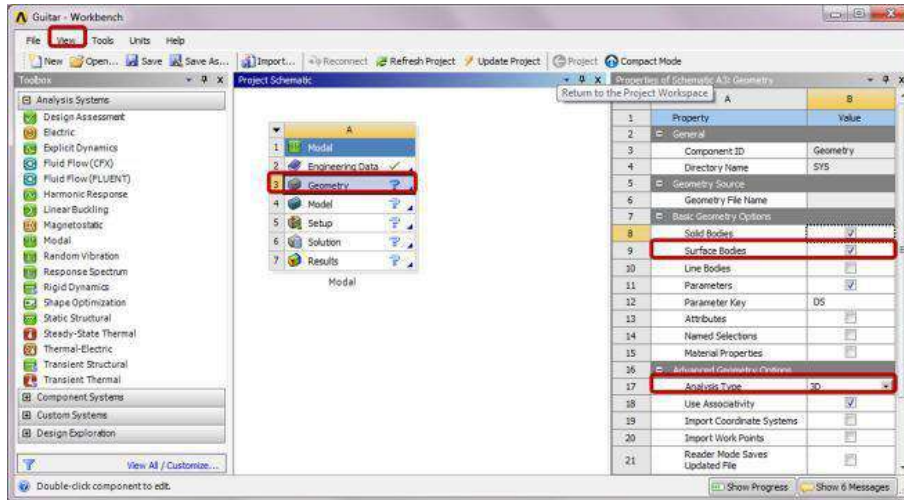 Guitar - Workbench
File View Tools Units Help
New Open... Save Save As... Import... Reconnect Refresh Project Update Project Project Compact Mode
Toolbox
Analysis Systems
Design Assessment
Electric
Explicit Dynamics
Fluid Flow (CFX)
Fluid Flow (FLUENT)
Harmonic Response
Linear Buckling
Magnetostatic
Modal
Random Vibration
Response Spectrum
Rigid Dynamics
Shape Optimization
Static Structural
Steady-State Thermal
Thermal-Electric
Transient Structural
Transient Thermal
Component Systems
Custom Systems
Design Exploration
View All / Customize...
Project Schematic
A
1 Modal
2 Engineering Data
3 Geometry
4 Model
5 Setup
6 Solution
7 Results
Modal
Properties of Schematic A3: Geometry
Return to the Project Workspace
A B
1 Property Value
2 General
3 Component ID Geometry
4 Directory Name SYS
5 Geometry Source
6 Geometry File Name
7 Basic Geometry Options
8 Solid Bodies
9 Surface Bodies
10 Line Bodies
11 Parameters
12 Parameter Key DS
13 Attributes
14 Named Selections
15 Material Properties
16 Advanced Geometry Options
17 Analysis Type 3D
18 Use Associativity
19 Import Coordinate Systems
20 Import Work Points
21 Reader Mode Saves
Updated File
Double-click component to edit.
Show Progress Show 6 Messages